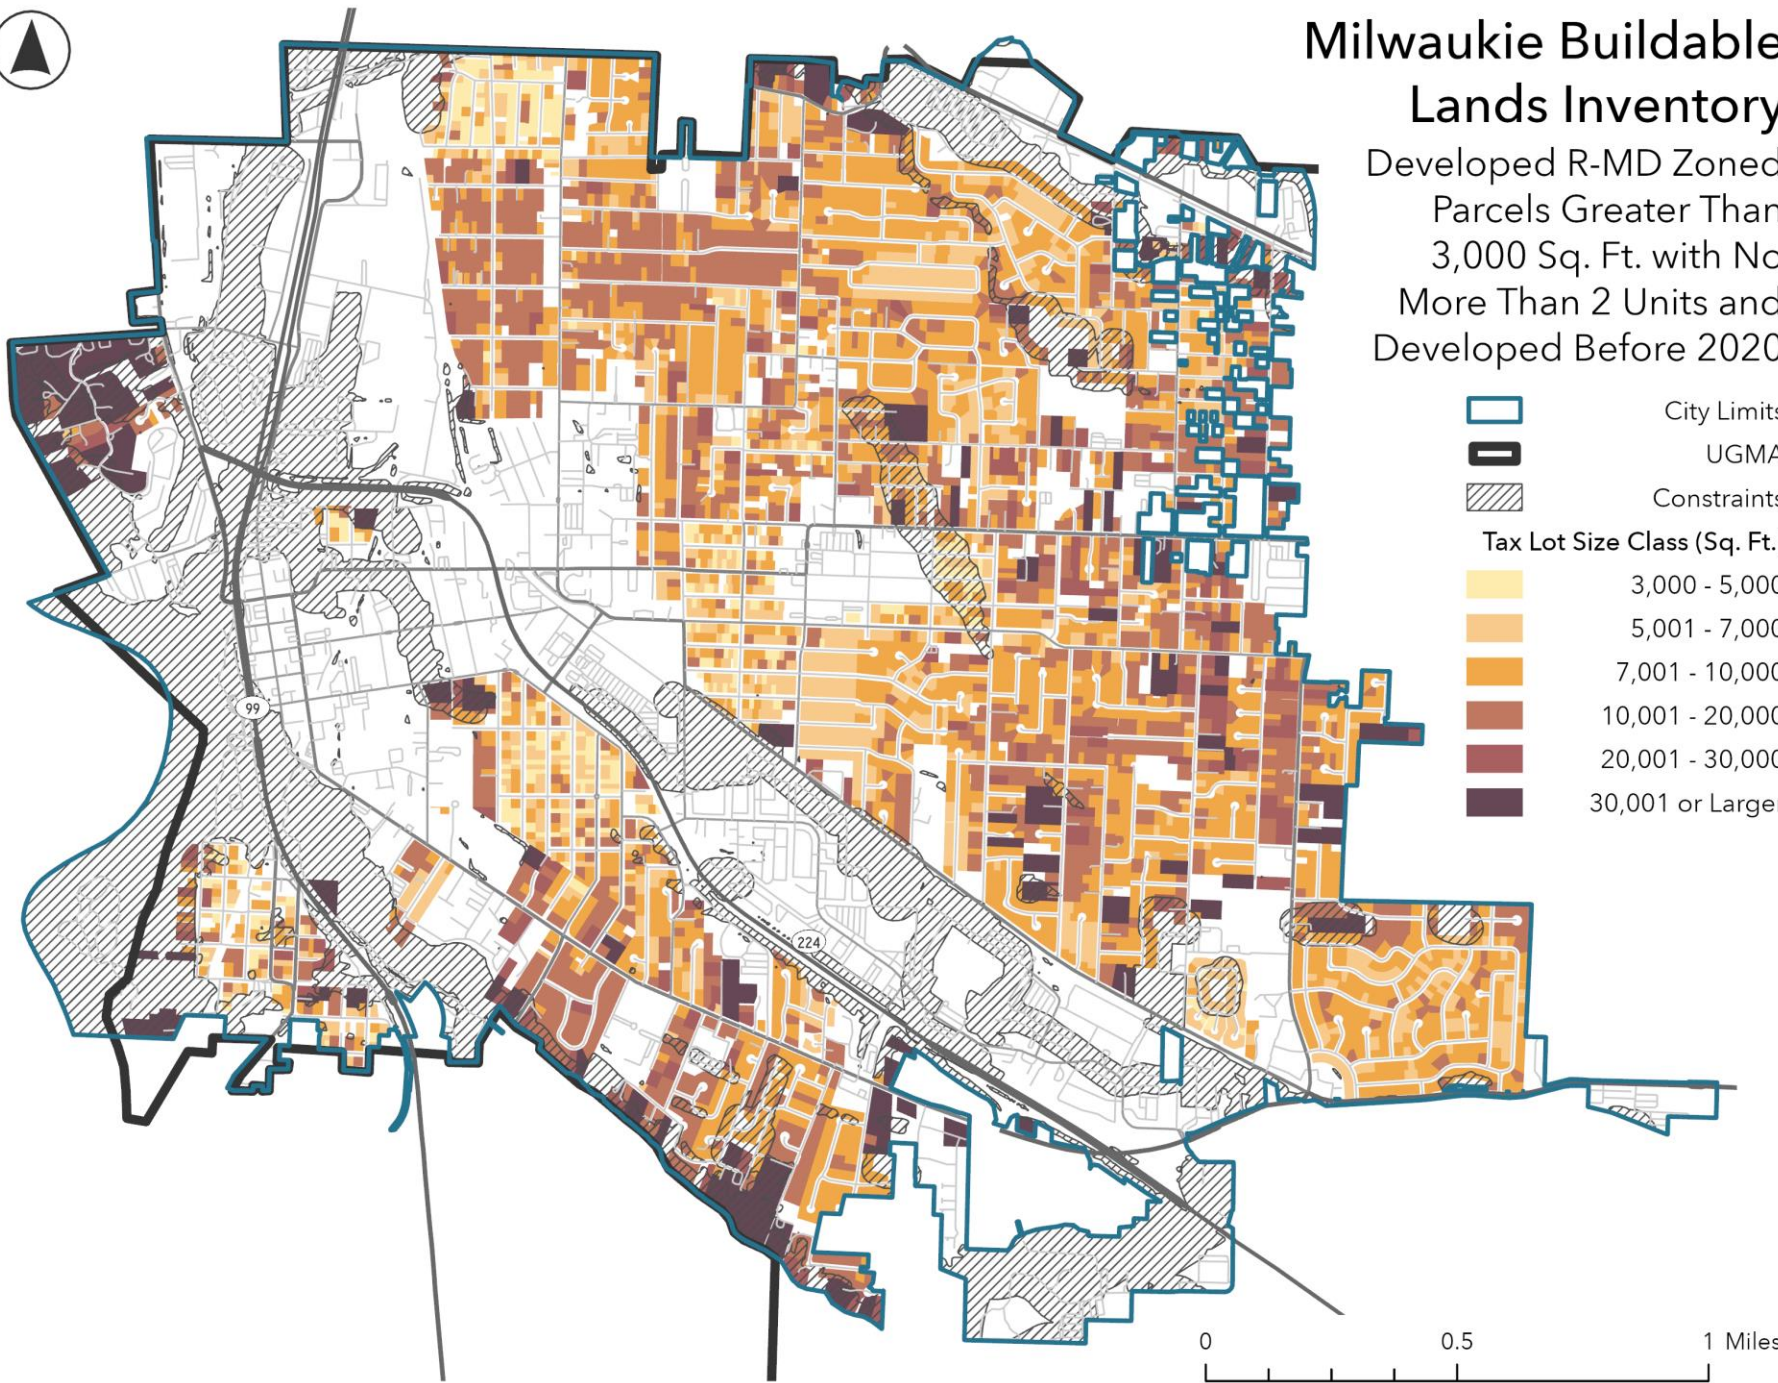 Milwaukie Buildable
Lands Inventory
Developed R-MD Zoned
Parcels Greater Than
3,000 Sq. Ft. with No
More Than 2 Units and
Developed Before 2020
City Limits
UGMA
Constraints
Tax Lot Size Class (Sq. Ft.
3,000 - 5,000
5,001 - 7,000
7,001 - 10,000
10,001 - 20,000
20,001 - 30,000
30,001 or Larger
99
224
0 0.5 1 Miles